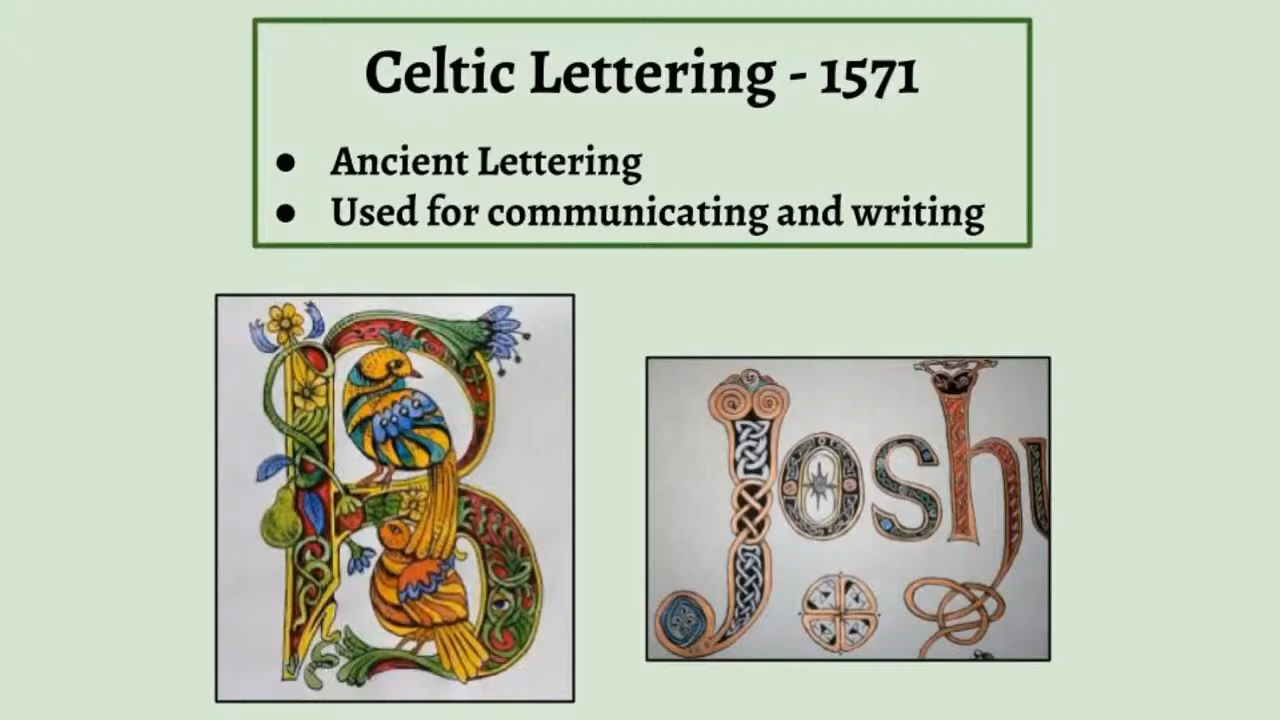 Celtic Lettering - 1571
● Ancient Lettering
● Used for communicating and writing
B
Joshu